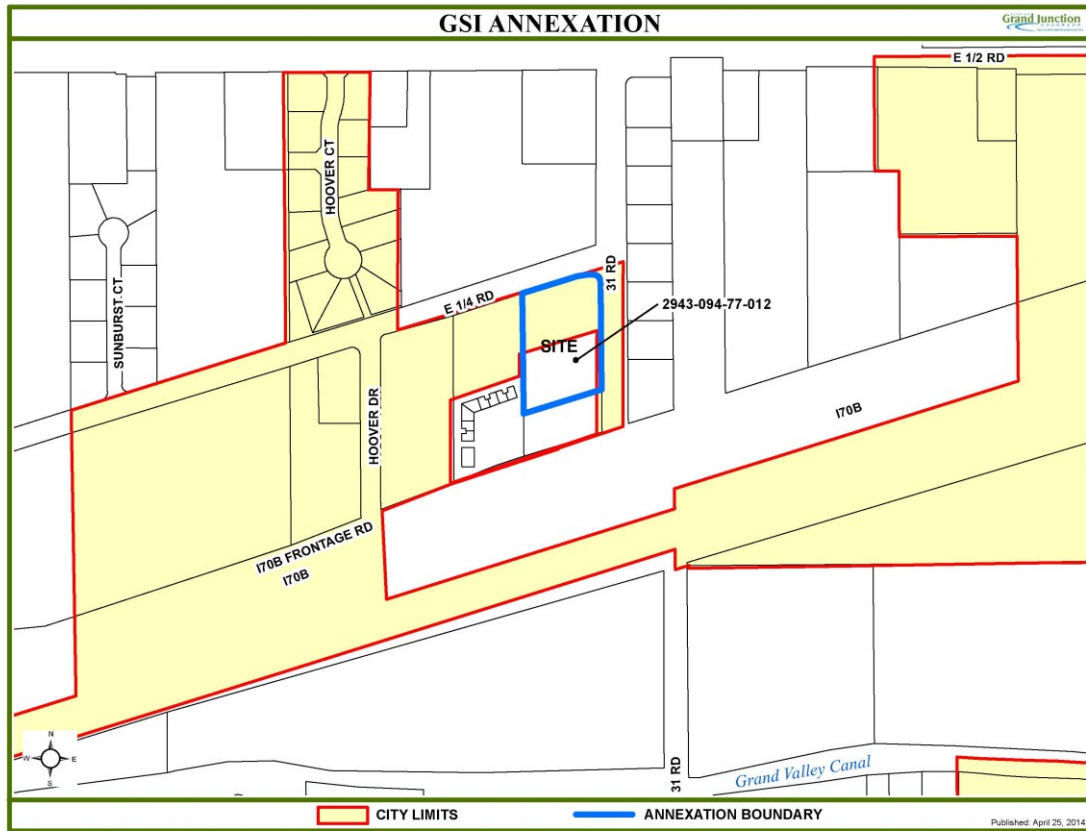 GSI ANNEXATION
Grand Junction
COLORADO
E 1/2 RD
HOOVER CT
SUNBURST CT
31 RD
E 1/4 RD
2943-094-77-012
SITE
HOOVER DR
I70B
I70B FRONTAGE RD
I70B
31 RD
Grand Valley Canal
N
W
E
S
CITY LIMITS
ANNEXATION BOUNDARY
Published: April 25, 2014